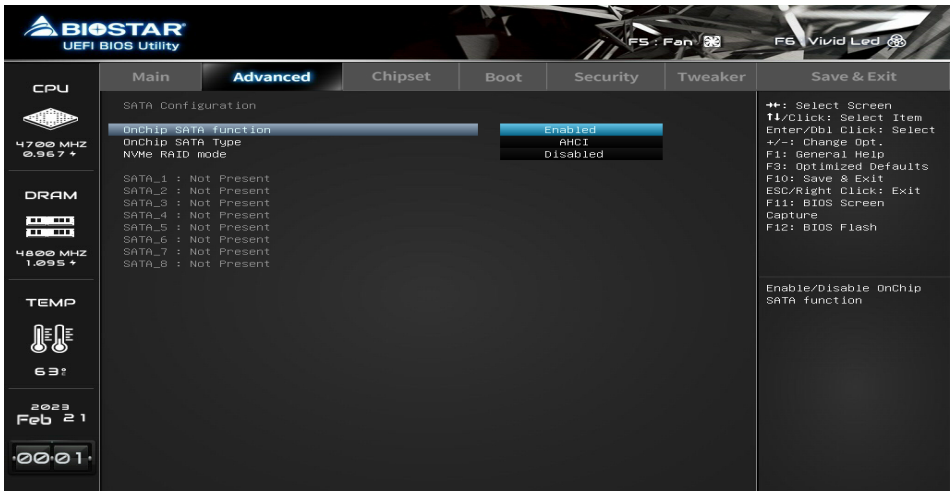 BIOSTAR
UEFI BIOS Utility
F5 : Fan
F6 Vivid Led
Main Advanced Chipset Boot Security Tweaker Save & Exit
CPU
4700 MHZ
0.967
DRAM
4800 MHZ
1.095
TEMP
63
2023
Feb 21
00:01
SATA Configuration
OnChip SATA function Enabled
OnChip SATA Type AHCI
NVMe RAID mode Disabled
SATA_1 : Not Present
SATA_2 : Not Present
SATA_3 : Not Present
SATA_4 : Not Present
SATA_5 : Not Present
SATA_6 : Not Present
SATA_7 : Not Present
SATA_8 : Not Present
→←: Select Screen
↑↓/Click: Select Item
Enter/Dbl Click: Select
+/-: Change Opt.
F1: General Help
F3: Optimized Defaults
F10: Save & Exit
ESC/Right Click: Exit
F11: BIOS Screen
Capture
F12: BIOS Flash
Enable/Disable OnChip
SATA function